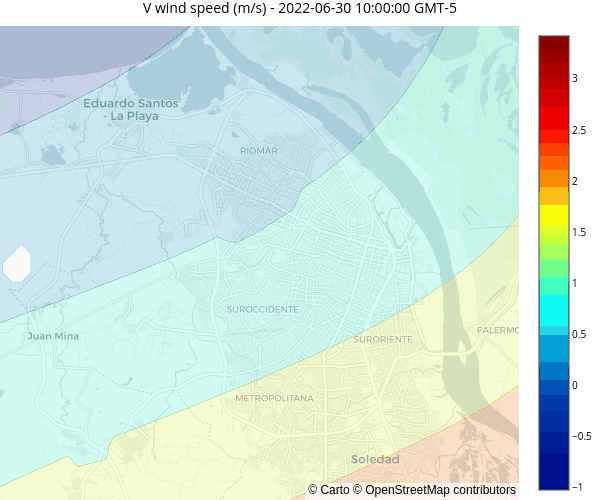 V wind speed (m/s) - 2022-06-30 10:00:00 GMT-5
Eduardo Santos
- La Playa
RIOMAR
SUROCCIDENTE
Juan Mina
SURORIENTE
PALERMO
METROPOLITANA
Soledad
© Carto © OpenStreetMap contributors
3
2.5
2
1.5
1
0.5
0
−0.5
−1